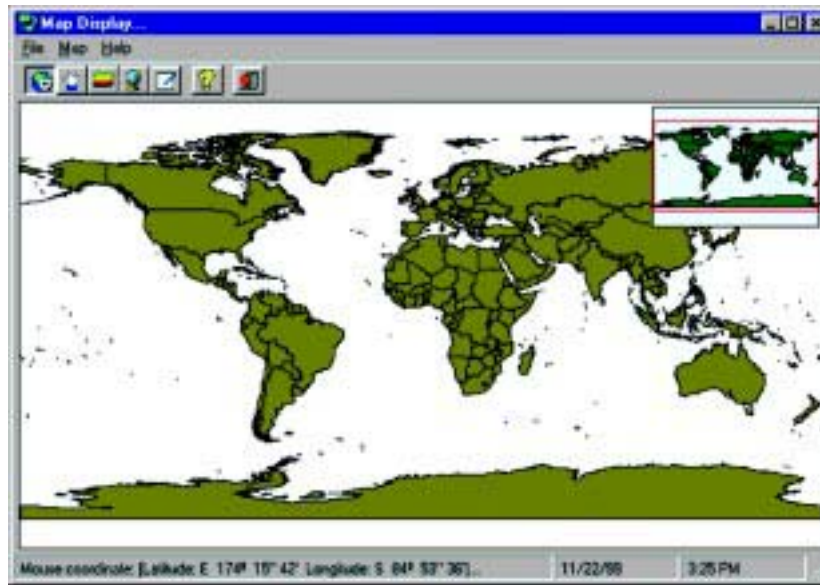 Map Display...
File Map Help
Mouse coordinate: [Latitude: E 174º 15" 42' Longitude: S 84º 53" 36']... 11/22/99 3:25 PM